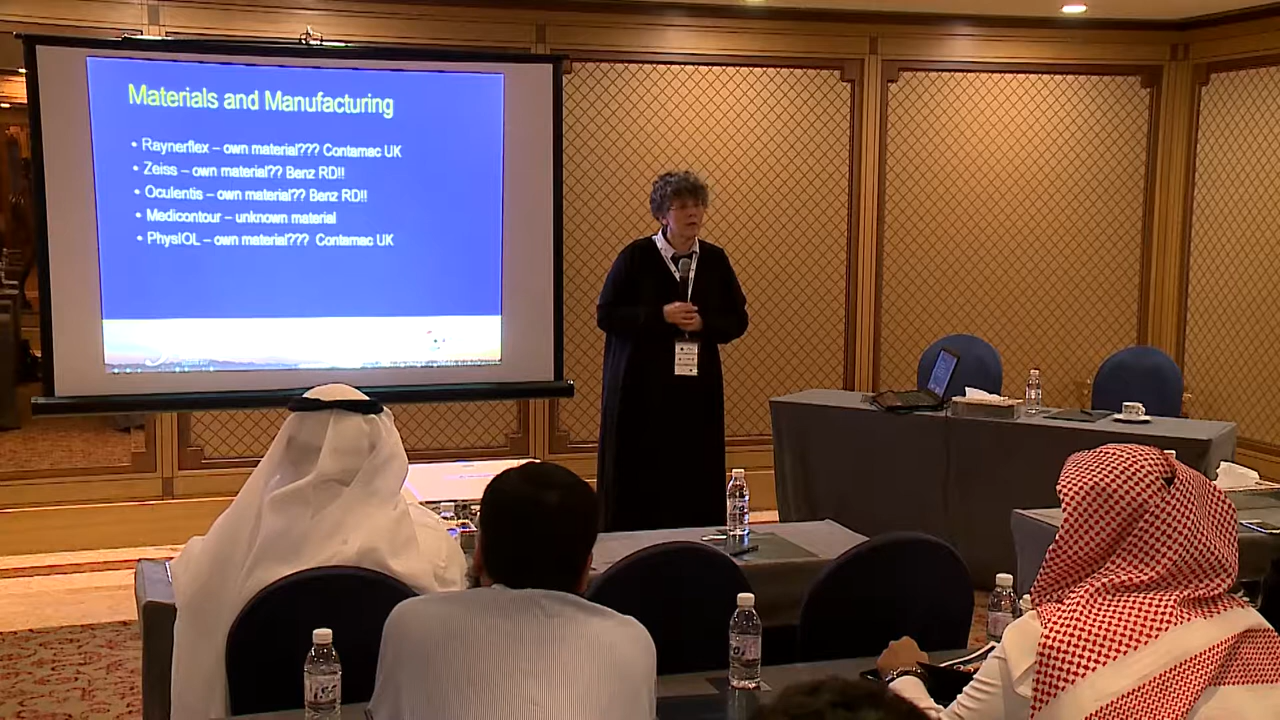 Materials and Manufacturing
• Raynerflex – own material??? Contamac UK
• Zeiss – own material?? Benz RD!!
• Oculentis – own material?? Benz RD!!
• Medicontour – unknown material
• PhysIOL – own material??? Contamac UK